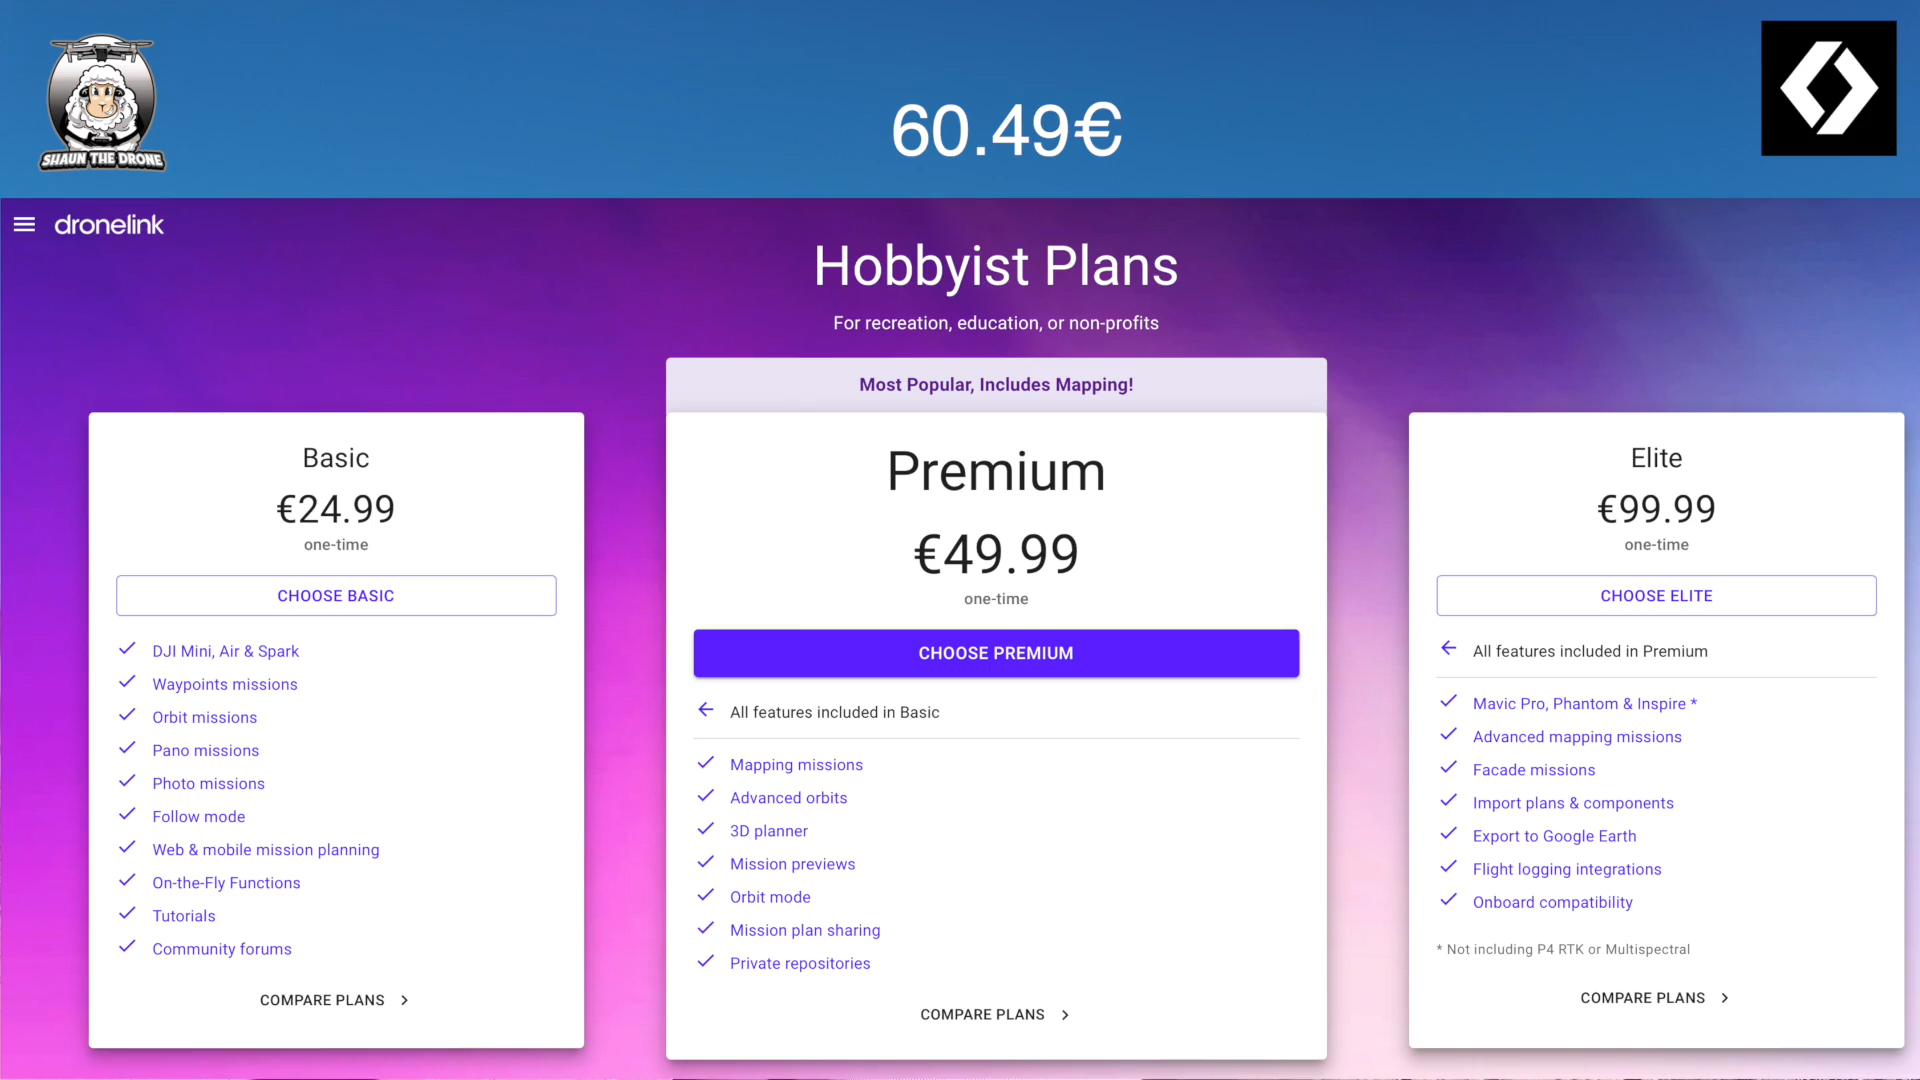 SHAUN THE DRONE
60.49€
dronelink
Hobbyist Plans
For recreation, education, or non-profits
Most Popular, Includes Mapping!
Basic
€24.99
one-time
CHOOSE BASIC
DJI Mini, Air & Spark
Waypoints missions
Orbit missions
Pano missions
Photo missions
Follow mode
Web & mobile mission planning
On-the-Fly Functions
Tutorials
Community forums
COMPARE PLANS
Premium
€49.99
one-time
CHOOSE PREMIUM
All features included in Basic
Mapping missions
Advanced orbits
3D planner
Mission previews
Orbit mode
Mission plan sharing
Private repositories
COMPARE PLANS
Elite
€99.99
one-time
CHOOSE ELITE
All features included in Premium
Mavic Pro, Phantom & Inspire *
Advanced mapping missions
Facade missions
Import plans & components
Export to Google Earth
Flight logging integrations
Onboard compatibility
* Not including P4 RTK or Multispectral
COMPARE PLANS